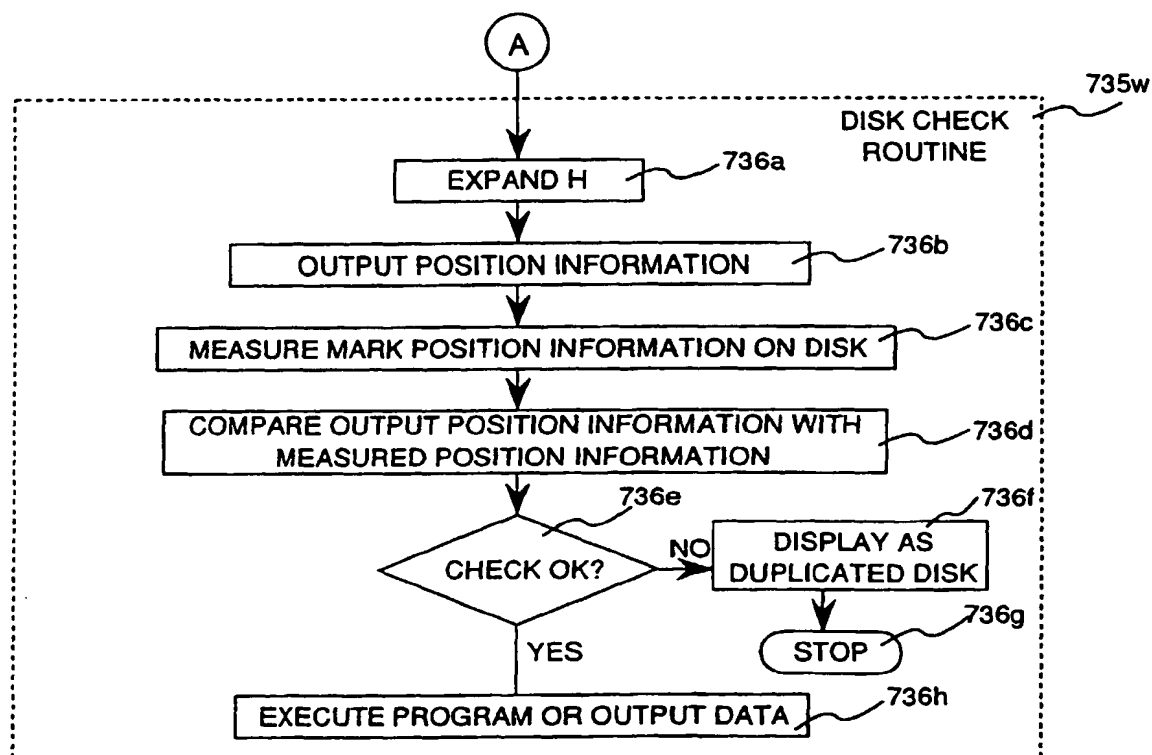 A
735w
DISK CHECK
ROUTINE
736a
EXPAND H
736b
OUTPUT POSITION INFORMATION
736c
MEASURE MARK POSITION INFORMATION ON DISK
COMPARE OUTPUT POSITION INFORMATION WITH
MEASURED POSITION INFORMATION
736d
736e
736f
CHECK OK?
NO
DISPLAY AS
DUPLICATED DISK
736g
STOP
YES
736h
EXECUTE PROGRAM OR OUTPUT DATA